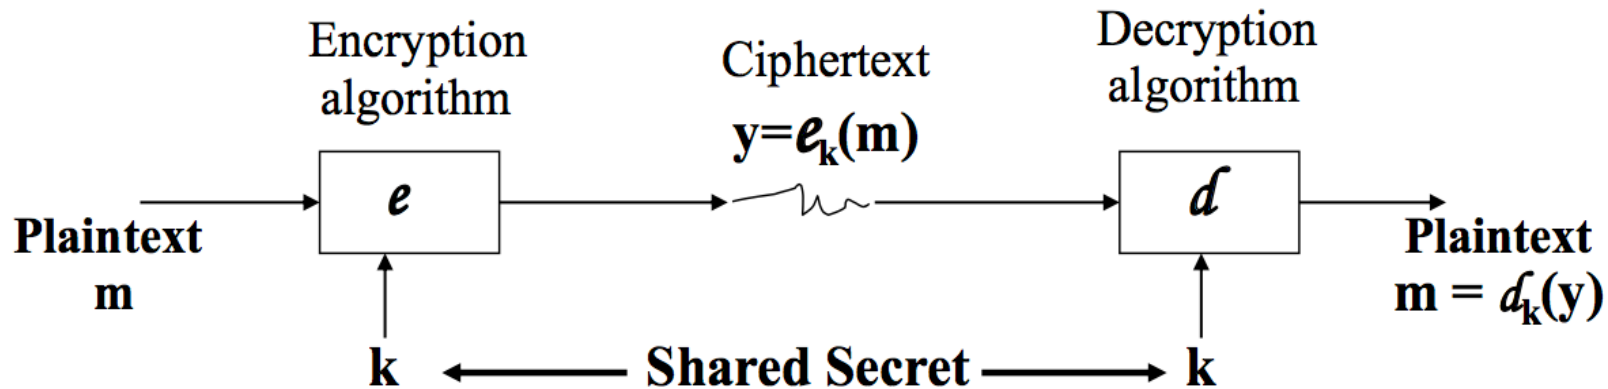 Encryption
algorithm
Ciphertext
y=eₖ(m)
Decryption
algorithm
e
d
Plaintext
m
Plaintext
m = dₖ(y)
k
Shared Secret
k